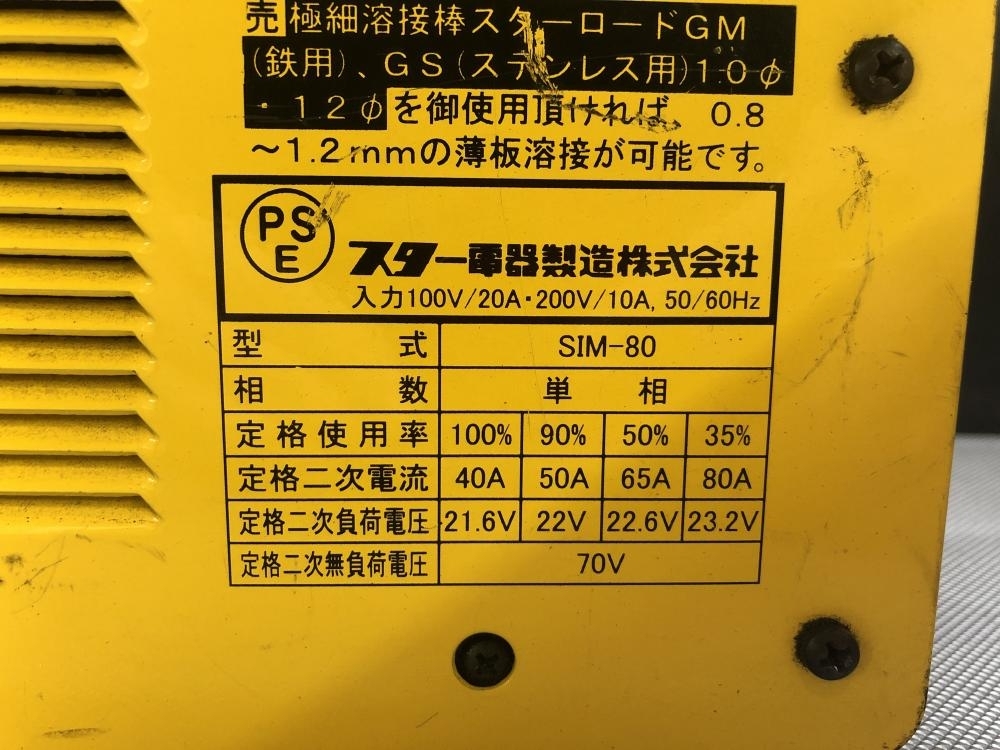 売 極細溶接棒スターロードGM
(鉄用)、GS(ステンレス用)1.0φ
・1.2φを御使用頂ければ、0.8
～1.2mmの薄板溶接が可能です。
PS
E
スター電器製造株式会社
入力100V/20A・200V/10A, 50/60Hz
型 式 SIM-80
相 数 単 相
定格使用率 100% 90% 50% 35%
定格二次電流 40A 50A 65A 80A
定格二次負荷電圧 21.6V 22V 22.6V 23.2V
定格二次無負荷電圧 70V